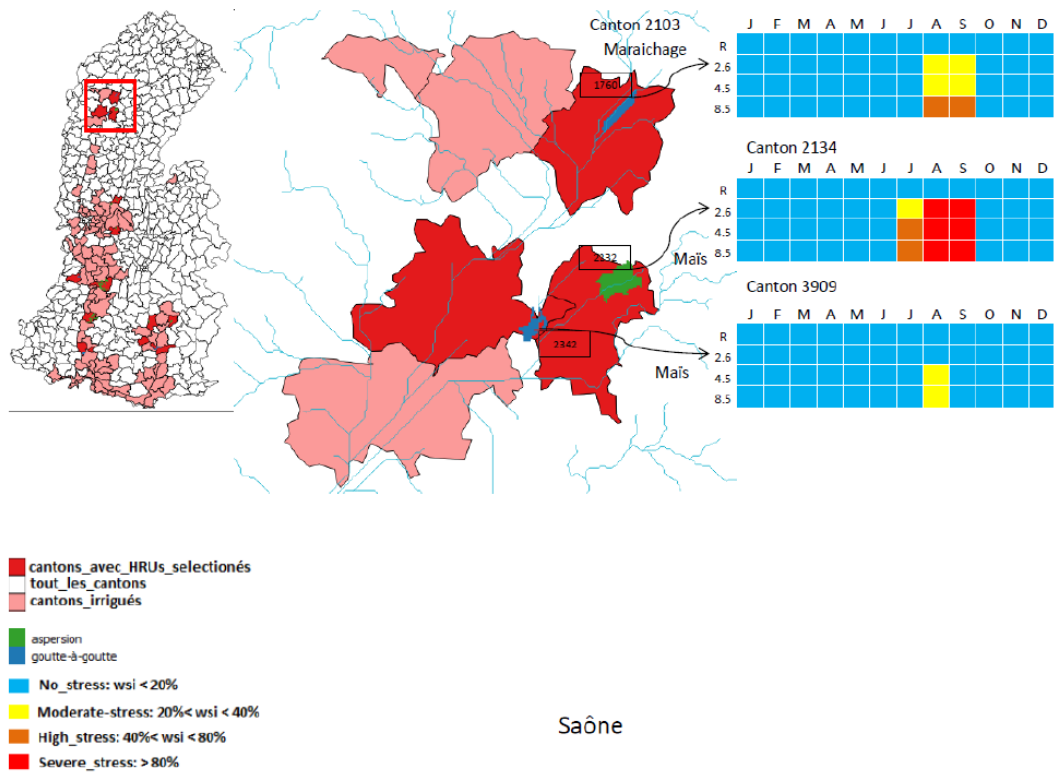 Canton 2103
Maraichage
1760
J F M A M J J A S O N D
R
2.6
4.5
8.5
Canton 2134
Maïs
2232
J F M A M J J A S O N D
R
2.6
4.5
8.5
Canton 3909
Maïs
2342
J F M A M J J A S O N D
R
2.6
4.5
8.5
cantons_avec_HRUs_selectionés
tout_les_cantons
cantons_irrigués
aspersion
goutte-à-goutte
No_stress: wsi < 20%
Moderate-stress: 20%< wsi < 40%
High_stress: 40%< wsi < 80%
Severe_stress: > 80%
Saône